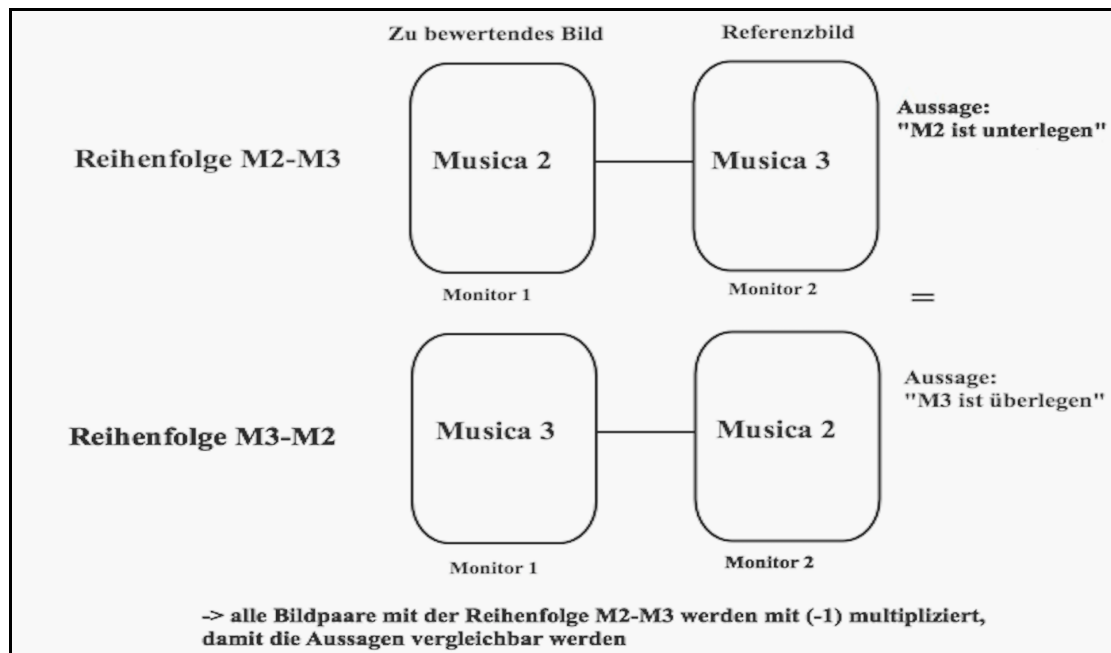 Zu bewertendes Bild Referenzbild
Reihenfolge M2-M3
Musica 2
Musica 3
Aussage:
"M2 ist unterlegen"
Monitor 1
Monitor 2
=
Reihenfolge M3-M2
Musica 3
Musica 2
Aussage:
"M3 ist überlegen"
Monitor 1
Monitor 2
-> alle Bildpaare mit der Reihenfolge M2-M3 werden mit (-1) multipliziert,
damit die Aussagen vergleichbar werden